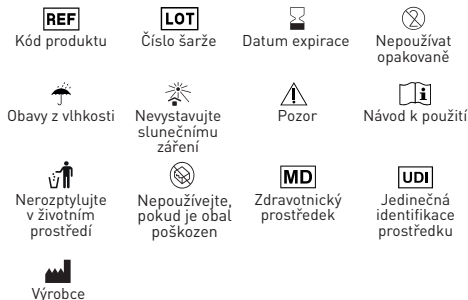 REF LOT
Kód produktu Číslo šarže Datum expirace Nepoužívat
opakovaně
Obavy z vlhkosti Nevystavujte
slunečnímu
záření
Pozor Návod k použití
MD UDI
Nerozptylujte
v životním
prostředí
Nepoužívejte,
pokud je obal
poškozen
Zdravotnický
prostředek
Jedinečná
identifikace
prostředku
Výrobce